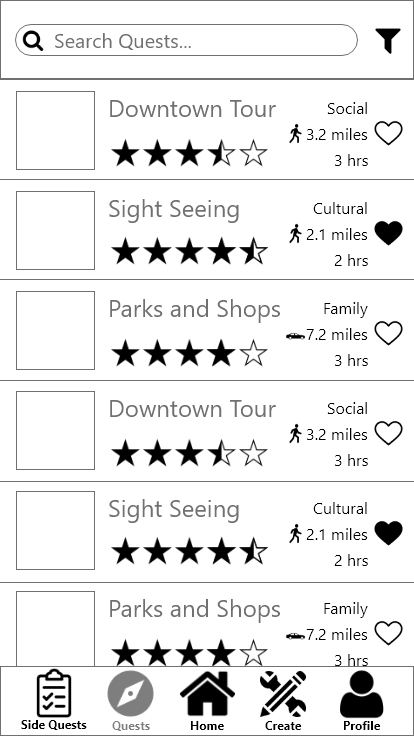 Search Quests...
Downtown Tour
Social
3.2 miles
3 hrs
Sight Seeing
Cultural
2.1 miles
2 hrs
Parks and Shops
Family
7.2 miles
3 hrs
Downtown Tour
Social
3.2 miles
3 hrs
Sight Seeing
Cultural
2.1 miles
2 hrs
Parks and Shops
Family
7.2 miles
3 hrs
Side Quests Quests Home Create Profile